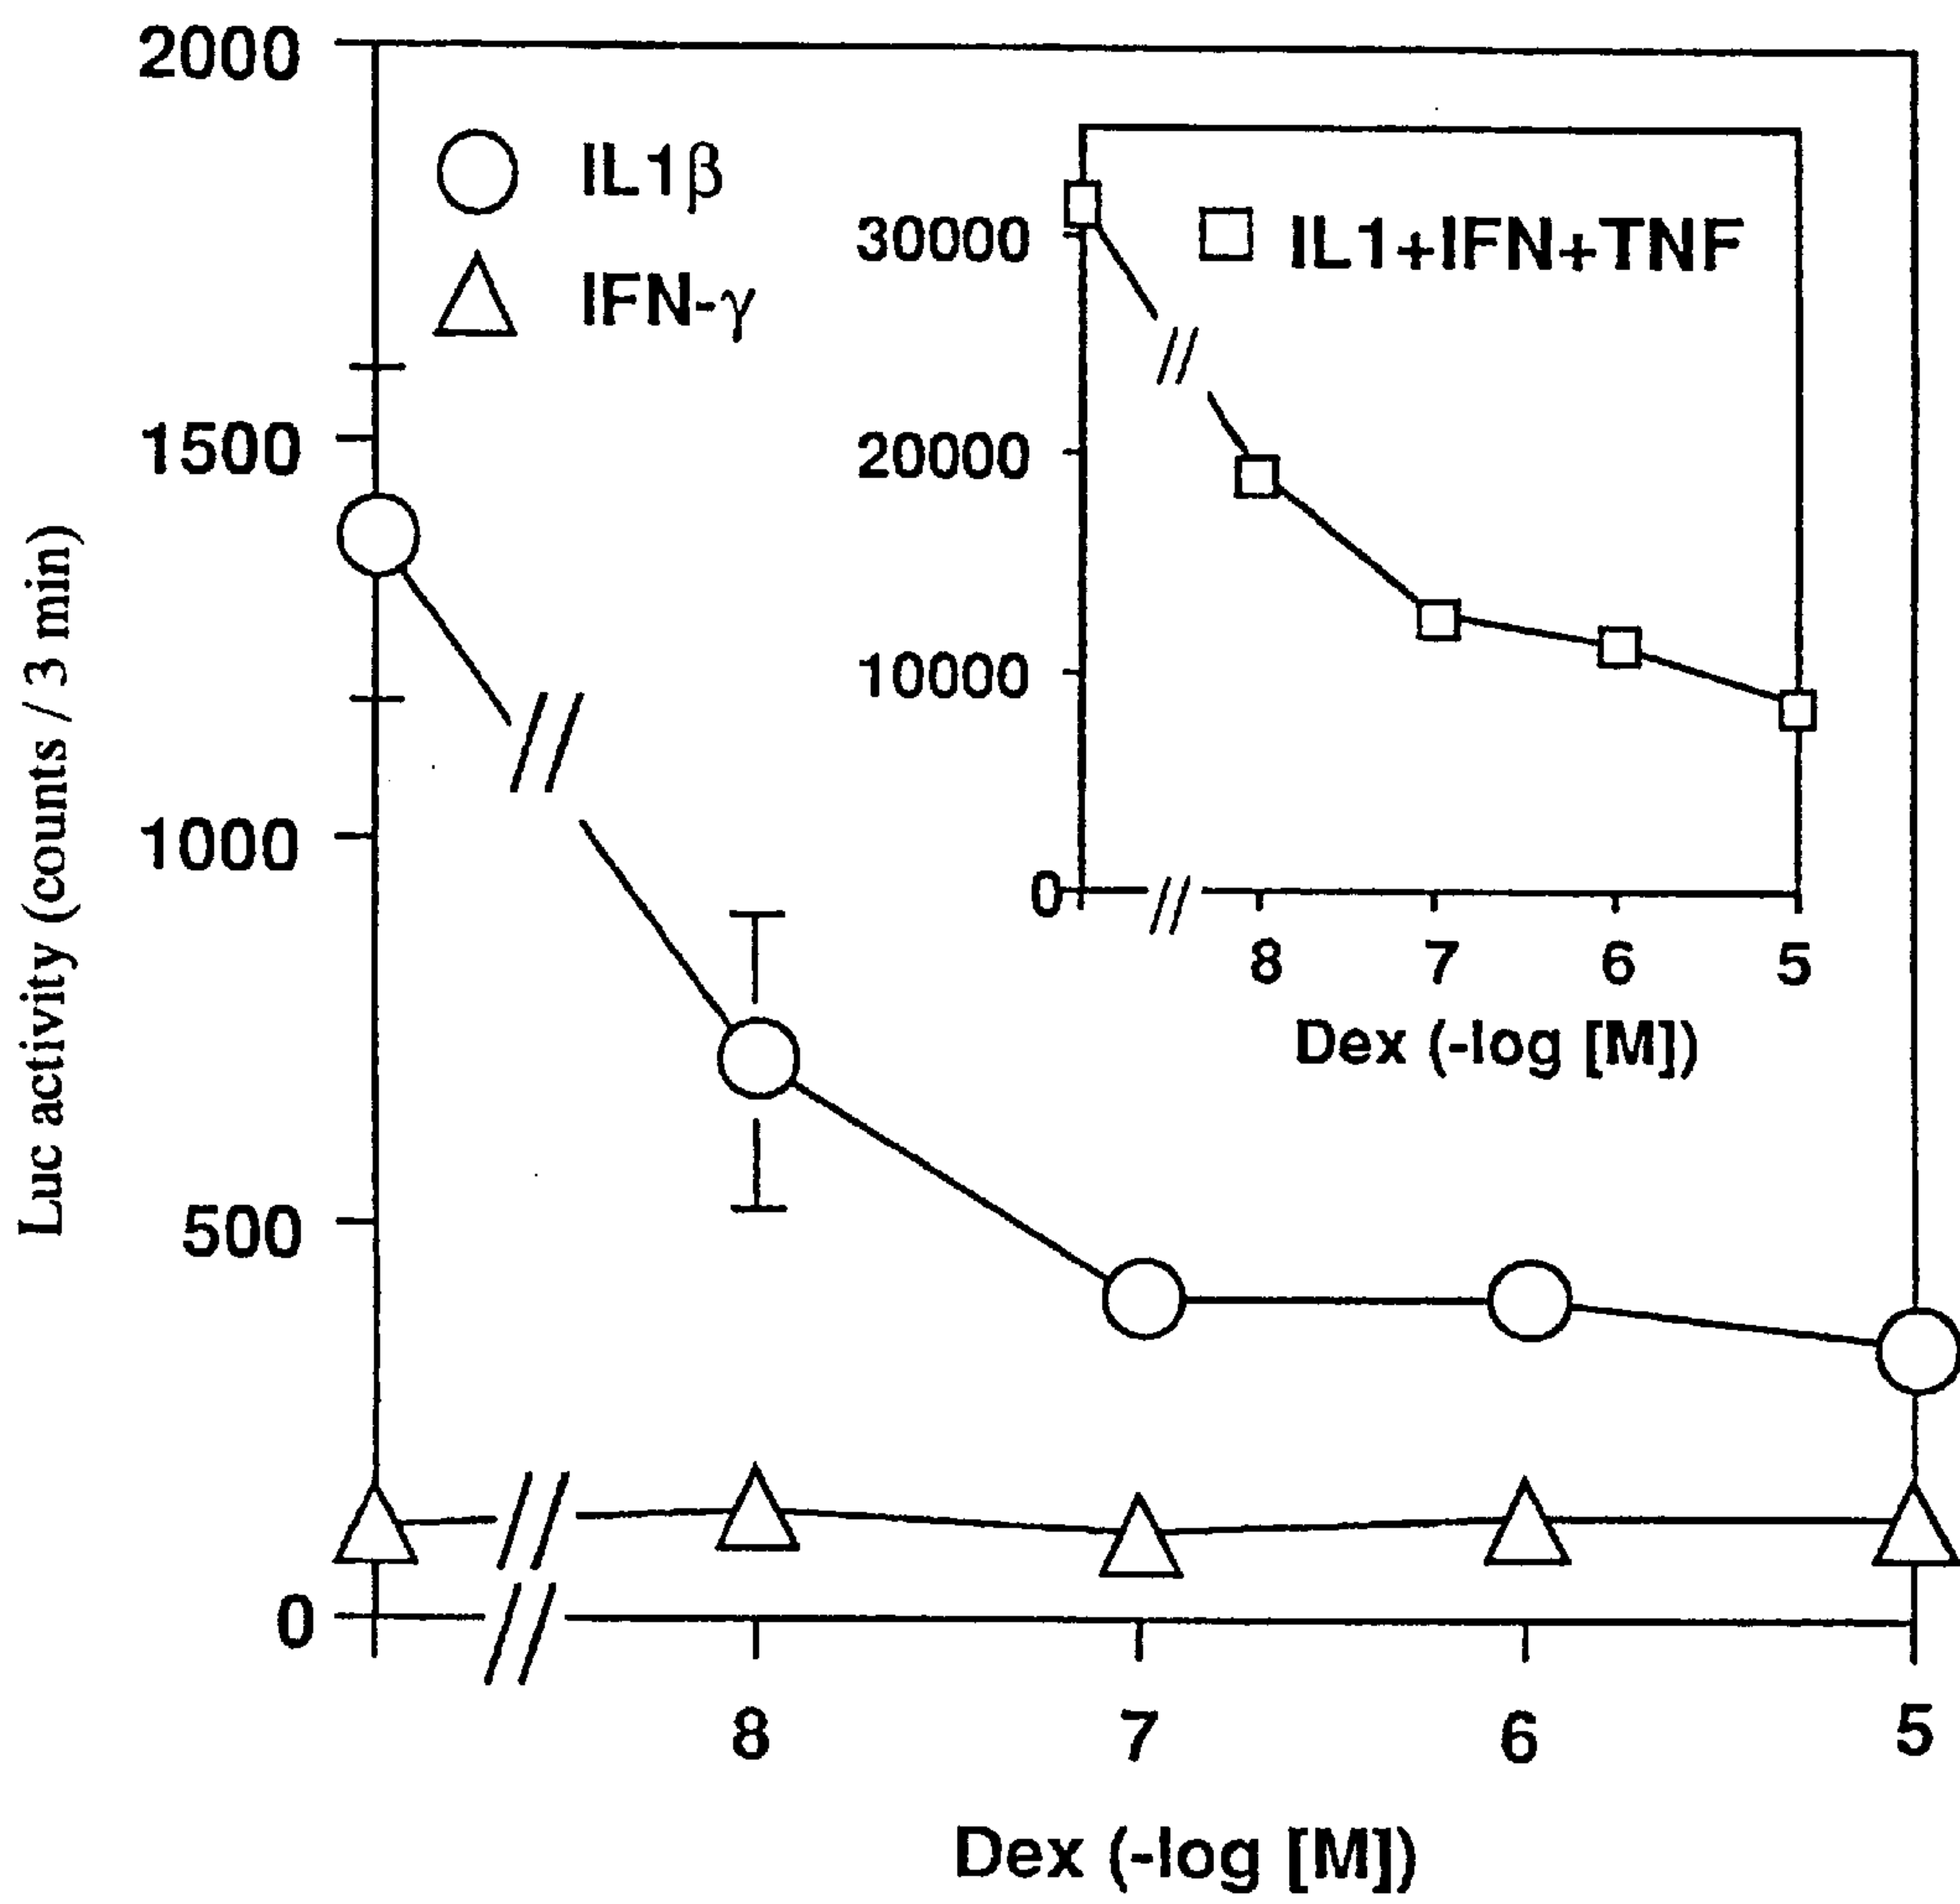 2000
1500
1000
500
0
Luc activity (counts / 3 min)
IL1β
IFN-γ
30000
20000
10000
0
IL1+IFN+TNF
8 7 6 5
Dex (-log [M])
8 7 6 5
Dex (-log [M])